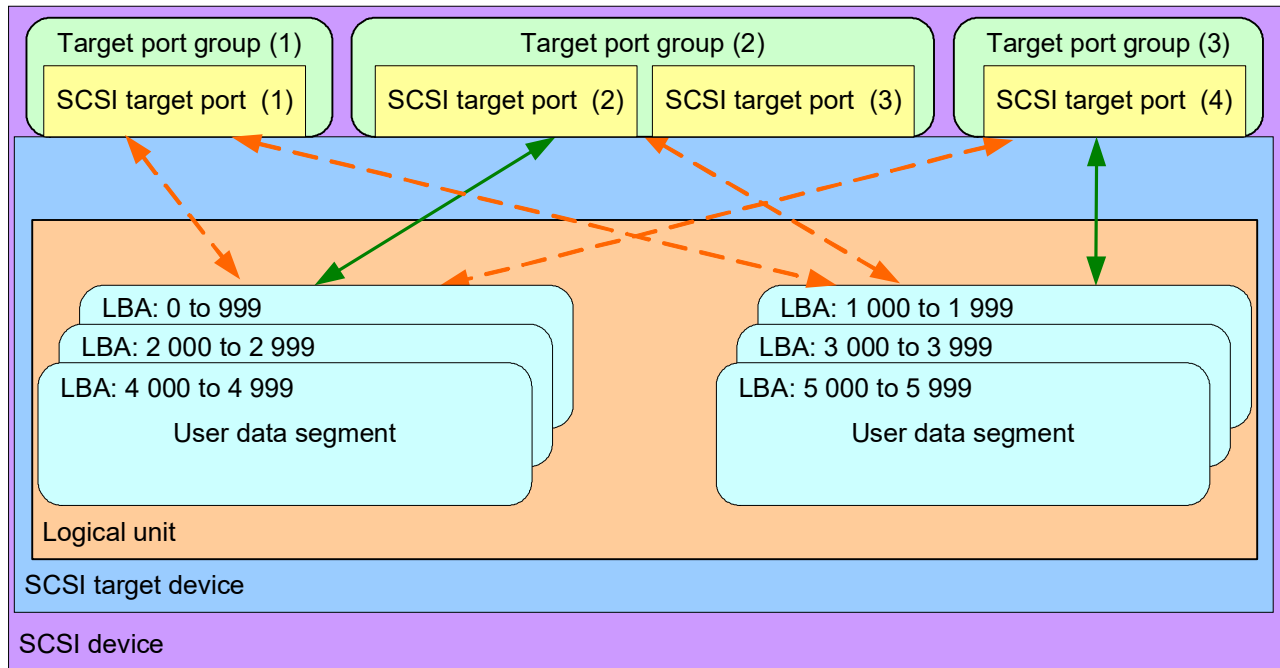 Target port group (1)
Target port group (2)
Target port group (3)
SCSI target port (1)
SCSI target port (2)
SCSI target port (3)
SCSI target port (4)
LBA: 0 to 999
LBA: 2 000 to 2 999
LBA: 4 000 to 4 999
User data segment
LBA: 1 000 to 1 999
LBA: 3 000 to 3 999
LBA: 5 000 to 5 999
User data segment
Logical unit
SCSI target device
SCSI device